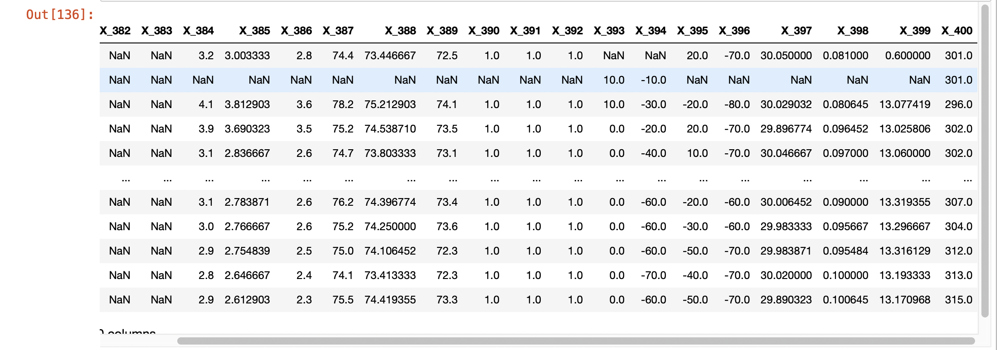 Out[136]:
X_382 X_383 X_384 X_385 X_386 X_387 X_388 X_389 X_390 X_391 X_392 X_393 X_394 X_395 X_396 X_397 X_398 X_399 X_400
NaN NaN 3.2 3.003333 2.8 74.4 73.446667 72.5 1.0 1.0 1.0 NaN NaN 20.0 -70.0 30.050000 0.081000 0.600000 301.0
NaN NaN NaN NaN NaN NaN NaN NaN NaN NaN NaN 10.0 -10.0 NaN NaN NaN NaN NaN 301.0
NaN NaN 4.1 3.812903 3.6 78.2 75.212903 74.1 1.0 1.0 1.0 10.0 -30.0 -20.0 -80.0 30.029032 0.080645 13.077419 296.0
NaN NaN 3.9 3.690323 3.5 75.2 74.538710 73.5 1.0 1.0 1.0 0.0 -20.0 20.0 -70.0 29.896774 0.096452 13.025806 302.0
NaN NaN 3.1 2.836667 2.6 74.7 73.803333 73.1 1.0 1.0 1.0 0.0 -40.0 10.0 -70.0 30.046667 0.097000 13.060000 302.0
... ... ... ... ... ... ... ... ... ... ... ... ... ... ... ... ... ... ...
NaN NaN 3.1 2.783871 2.6 76.2 74.396774 73.4 1.0 1.0 1.0 0.0 -60.0 -20.0 -60.0 30.006452 0.090000 13.319355 307.0
NaN NaN 3.0 2.766667 2.6 75.2 74.250000 73.6 1.0 1.0 1.0 0.0 -60.0 -30.0 -60.0 29.983333 0.095667 13.296667 304.0
NaN NaN 2.9 2.754839 2.5 75.0 74.106452 72.3 1.0 1.0 1.0 0.0 -60.0 -50.0 -70.0 29.983871 0.095484 13.316129 312.0
NaN NaN 2.8 2.646667 2.4 74.1 73.413333 72.3 1.0 1.0 1.0 0.0 -70.0 -40.0 -70.0 30.020000 0.100000 13.193333 313.0
NaN NaN 2.9 2.612903 2.3 75.5 74.419355 73.3 1.0 1.0 1.0 0.0 -60.0 -50.0 -70.0 29.890323 0.100645 13.170968 315.0
columns